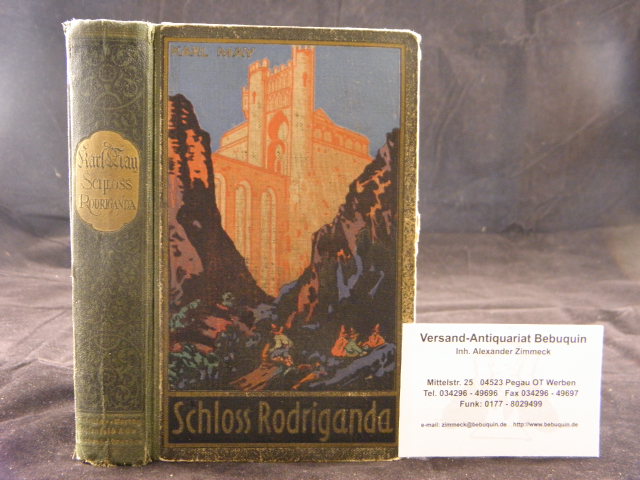 Karl May
SCHLOSS
RODRIGANDA
KARL MAY
Schloss Rodriganda
Versand-Antiquariat Bebuquin
Inh. Alexander Zimmeck
Mittelstr. 25 04523 Pegau OT Werben
Tel. 034296 - 49696 Fax 034296 - 49697
Funk: 0177 - 8029499
e-mail: zimmeck@bebuquin.de http://www.bebuquin.de